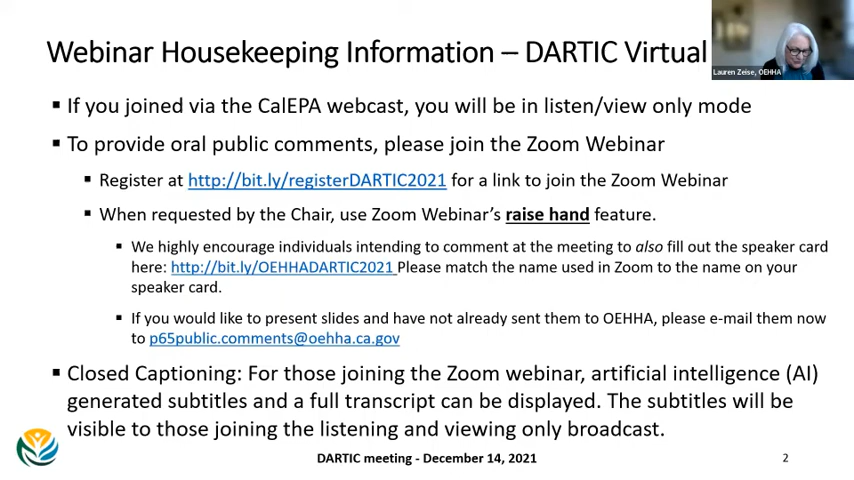 Webinar Housekeeping Information – DARTIC Virtual
Lauren Zeise, OEHHA
▪ If you joined via the CalEPA webcast, you will be in listen/view only mode
▪ To provide oral public comments, please join the Zoom Webinar
▪ Register at http://bit.ly/registerDARTIC2021 for a link to join the Zoom Webinar
▪ When requested by the Chair, use Zoom Webinar's raise hand feature.
▪ We highly encourage individuals intending to comment at the meeting to also fill out the speaker card
here: http://bit.ly/OEHHADARTIC2021 Please match the name used in Zoom to the name on your
speaker card.
▪ If you would like to present slides and have not already sent them to OEHHA, please e-mail them now
to p65public.comments@oehha.ca.gov
▪ Closed Captioning: For those joining the Zoom webinar, artificial intelligence (AI)
generated subtitles and a full transcript can be displayed. The subtitles will be
visible to those joining the listening and viewing only broadcast.
DARTIC meeting - December 14, 2021
2